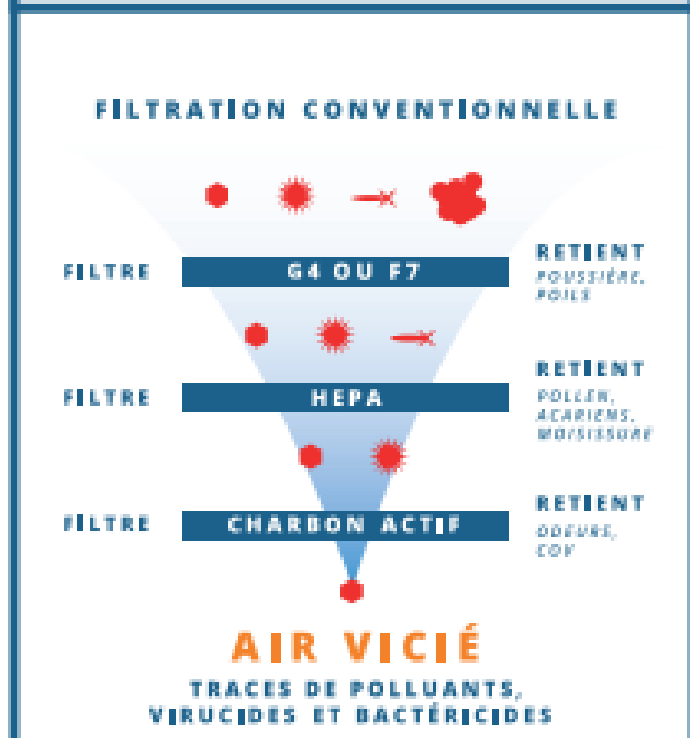 FILTRATION CONVENTIONNELLE
FILTRE
G4 OU F7
RETIENT
POUSSIÈRE,
POILS
FILTRE
HEPA
RETIENT
POLLEN,
ACARIENS,
MOISISSURE
FILTRE
CHARBON ACTIF
RETIENT
ODEURS,
COV
AIR VICIÉ
TRACES DE POLLUANTS,
VIRUCIDES ET BACTÉRICIDES